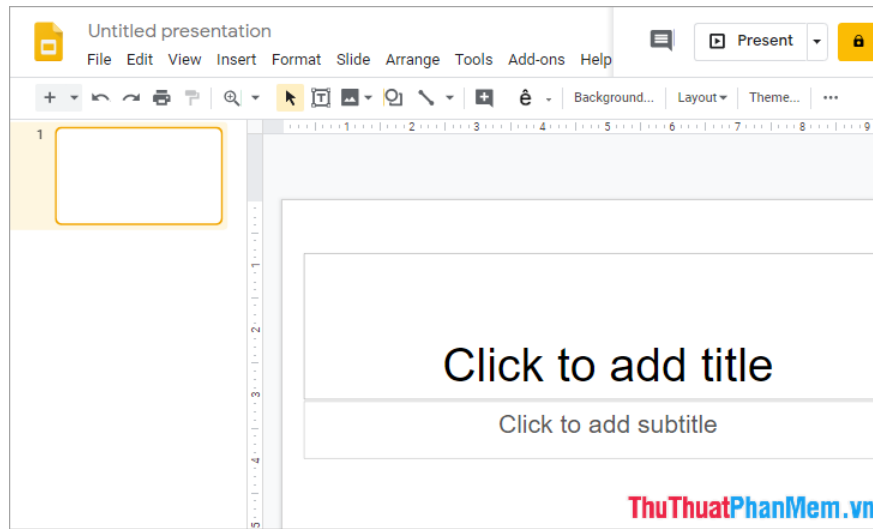 Untitled presentation
File Edit View Insert Format Slide Arrange Tools Add-ons Help
Present
ê Background... Layout Theme... ...
1 2 3 4 5 6 7 8 9
1
1
2
3
4
5
Click to add title
Click to add subtitle
ThuThuatPhanMem.vn